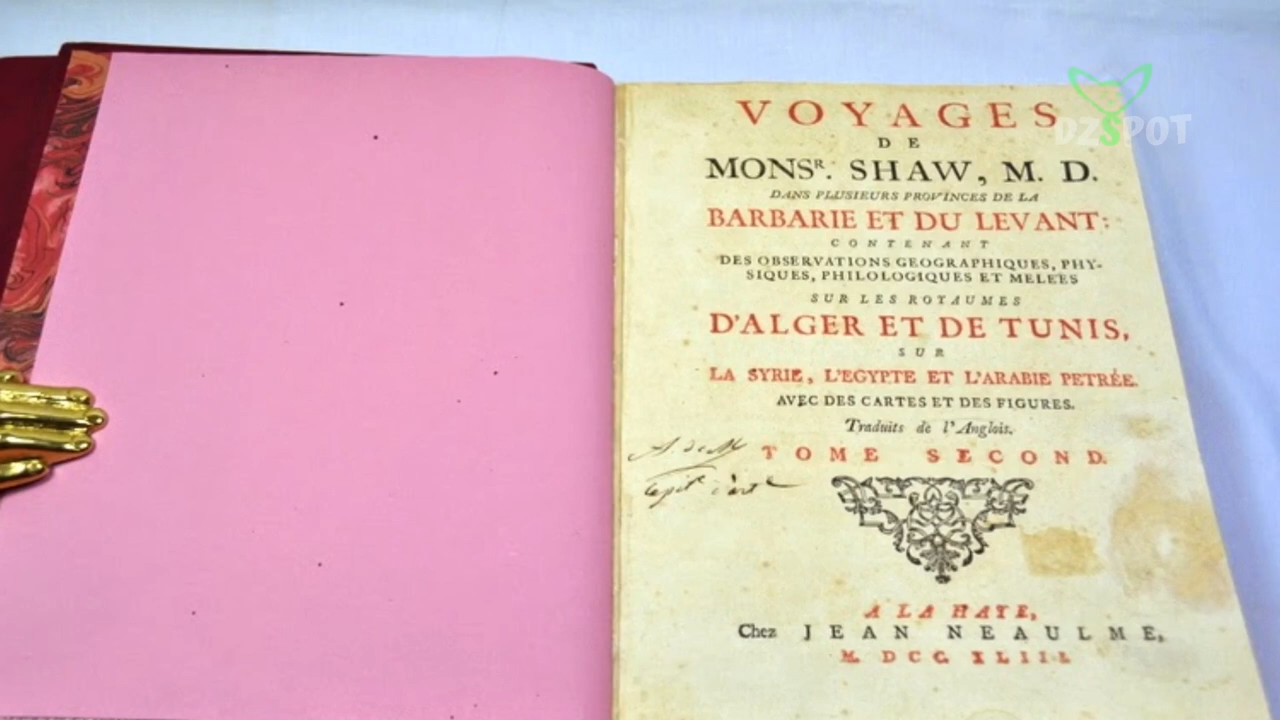 DZSPOT
VOYAGES
DE
MONSR. SHAW, M. D.
DANS PLUSIEURS PROVINCES DE LA
BARBARIE ET DU LEVANT:
CONTENANT
DES OBSERVATIONS GEOGRAPHIQUES, PHY-
SIQUES, PHILOLOGIQUES ET MELÉES
SUR LES ROYAUMES
D'ALGER ET DE TUNIS,
SUR
LA SYRIE, L'EGYPTE ET L'ARABIE PETRÉE.
AVEC DES CARTES ET DES FIGURES.
Traduits de l'Anglois.
TOME SECOND.
A. de M
A LA HAYE,
Chez JEAN NEAULME,
M. DCC. XLIII.